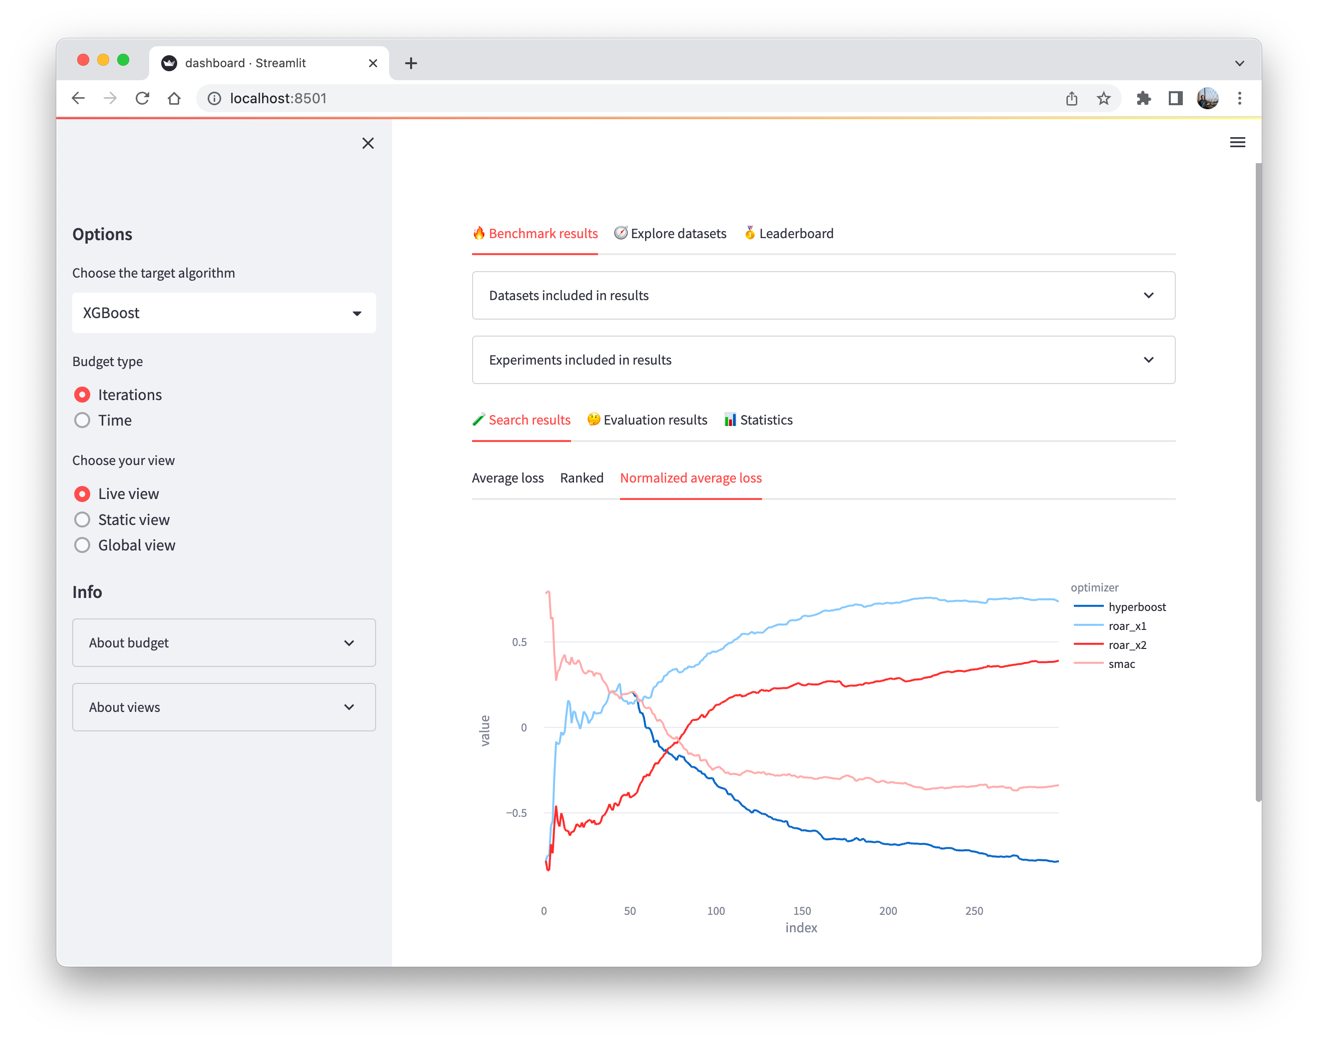 dashboard · Streamlit
localhost:8501
Options
Choose the target algorithm
XGBoost
Budget type
Iterations
Time
Choose your view
Live view
Static view
Global view
Info
About budget
About views
Benchmark results Explore datasets Leaderboard
Datasets included in results
Experiments included in results
Search results Evaluation results Statistics
Average loss Ranked Normalized average loss
optimizer
hyperboost
roar_x1
roar_x2
smac
value
0.5
0
−0.5
0 50 100 150 200 250
index